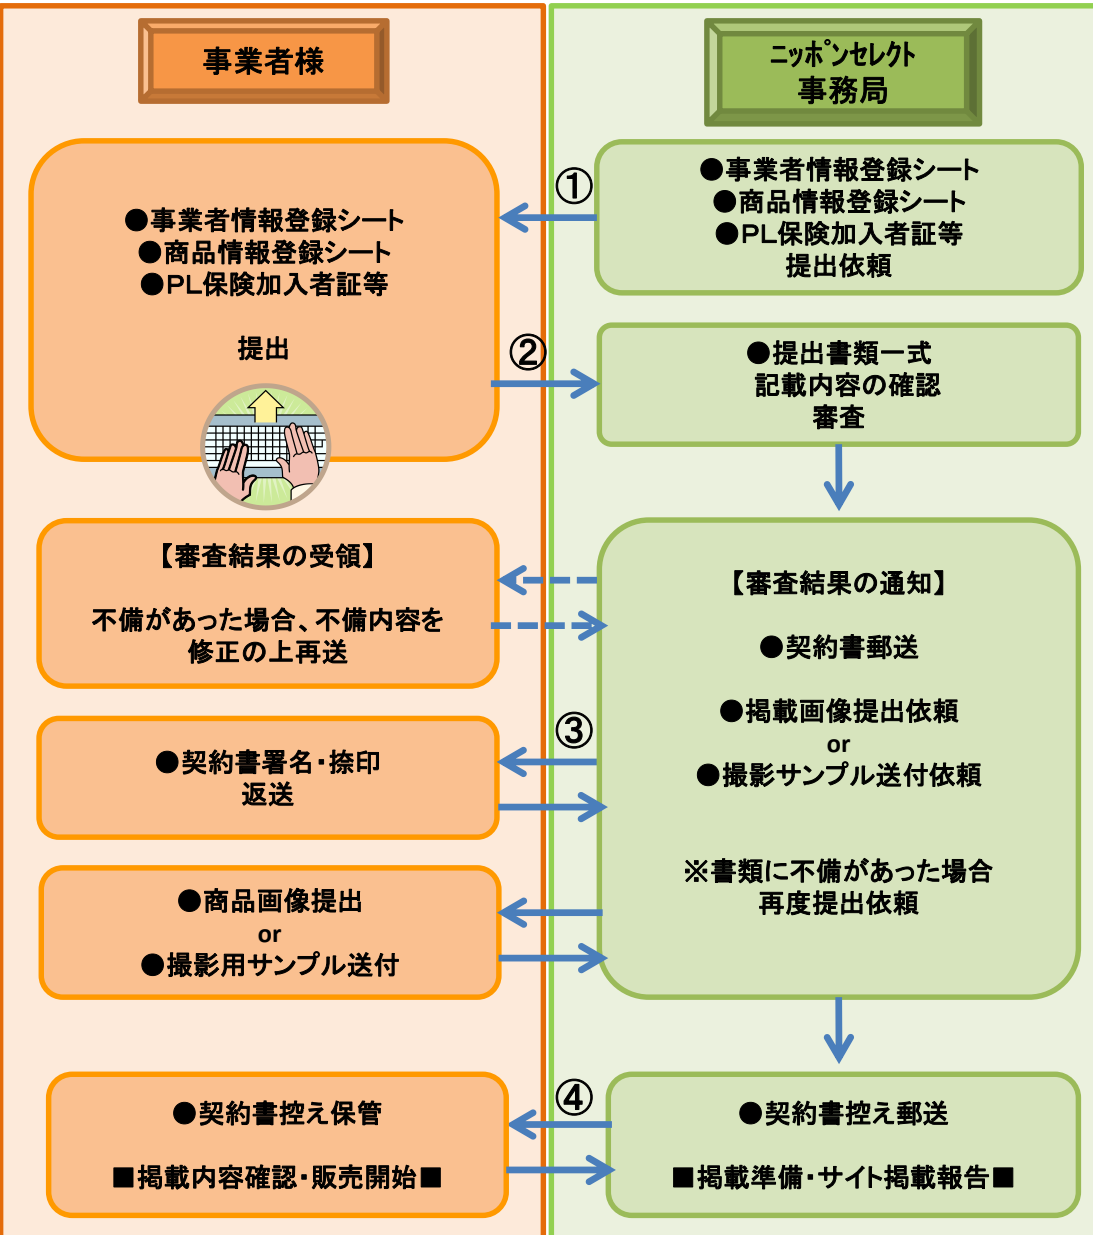 事業者様
ニッポンセレクト
事務局
①
●事業者情報登録シート
●商品情報登録シート
●PL保険加入者証等
提出依頼
●事業者情報登録シート
●商品情報登録シート
●PL保険加入者証等
提出
②
●提出書類一式
記載内容の確認
審査
【審査結果の受領】
不備があった場合、不備内容を
修正の上再送
【審査結果の通知】
●契約書郵送
●掲載画像提出依頼
or
●撮影サンプル送付依頼
※書類に不備があった場合
再度提出依頼
③
●契約書署名・捺印
返送
●商品画像提出
or
●撮影用サンプル送付
④
●契約書控え保管
■掲載内容確認・販売開始■
●契約書控え郵送
■掲載準備・サイト掲載報告■